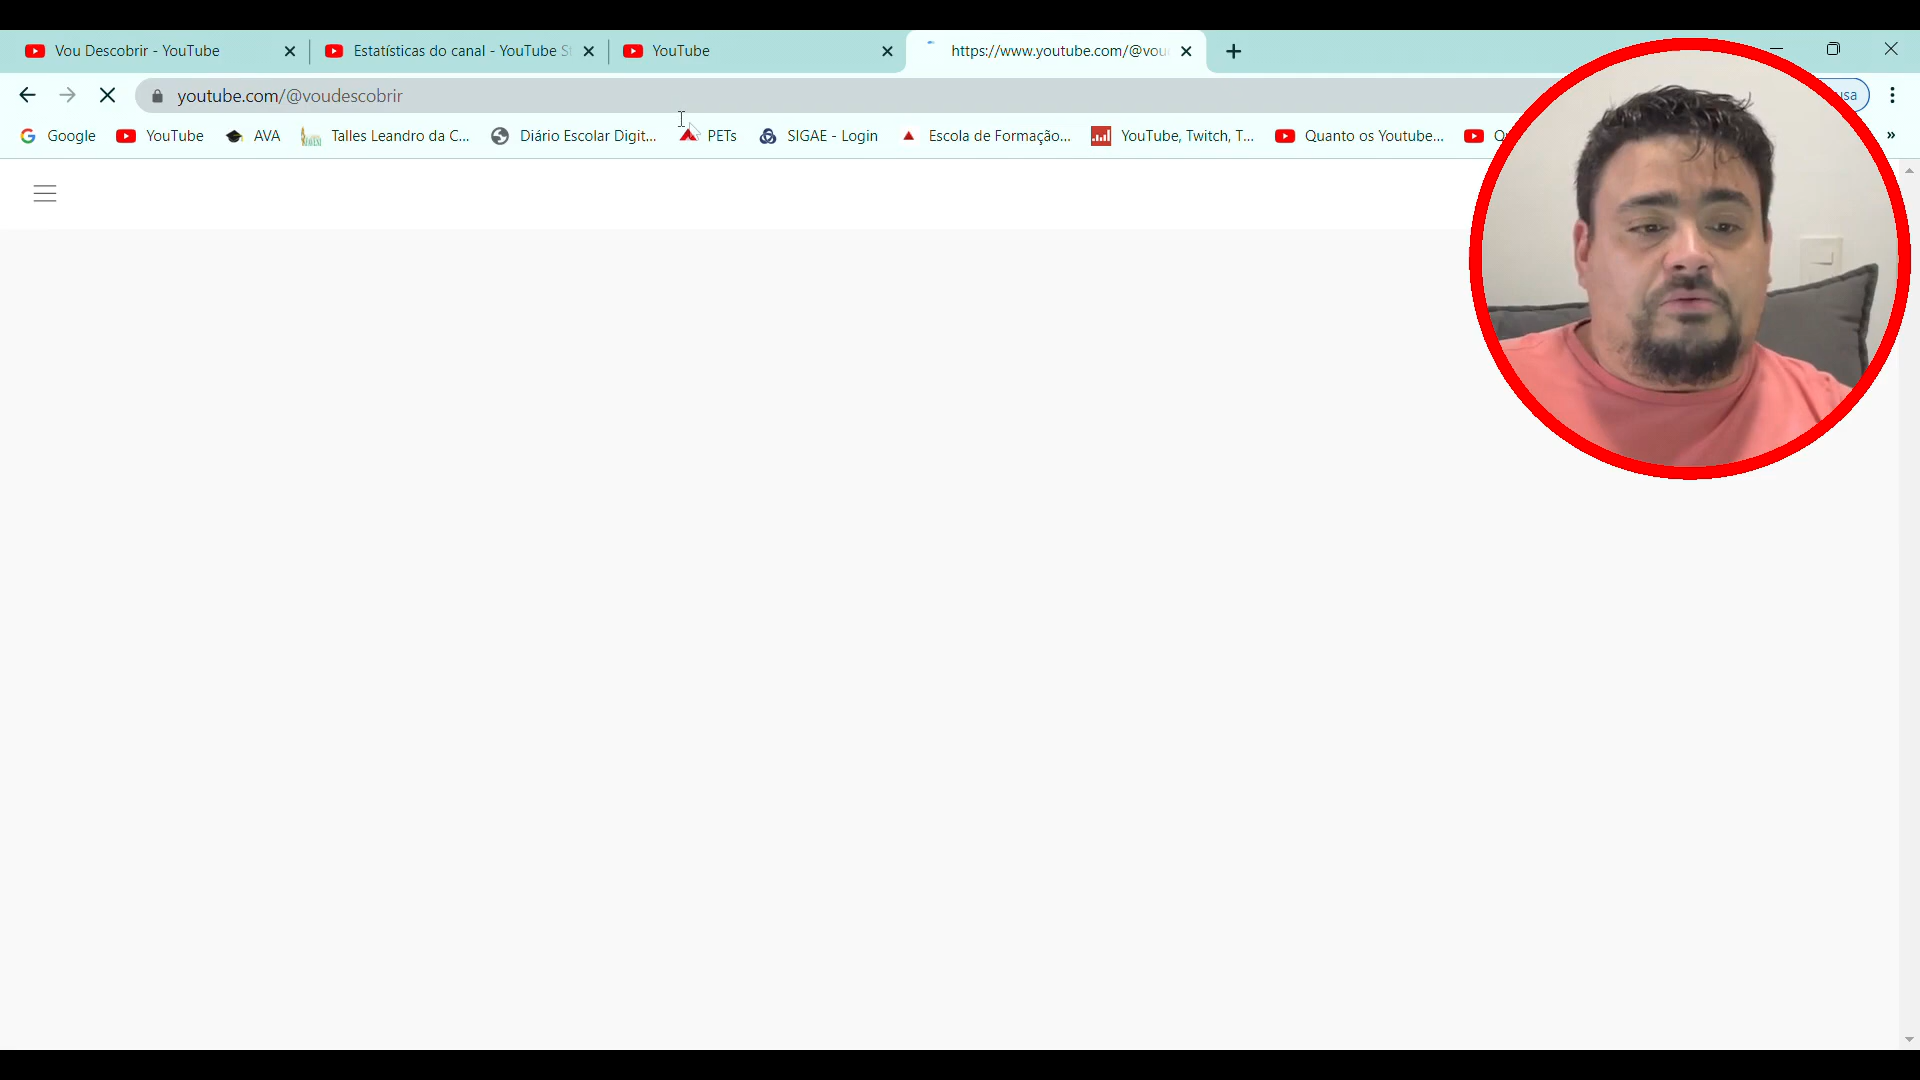 Vou Descobrir - YouTube
Estatísticas do canal - YouTube S
YouTube
https://www.youtube.com/@vou
youtube.com/@voudescobrir
usa
Google
YouTube
AVA
Talles Leandro da C...
Diário Escolar Digit...
PETs
SIGAE - Login
Escola de Formação...
YouTube, Twitch, T...
Quanto os Youtube...
»